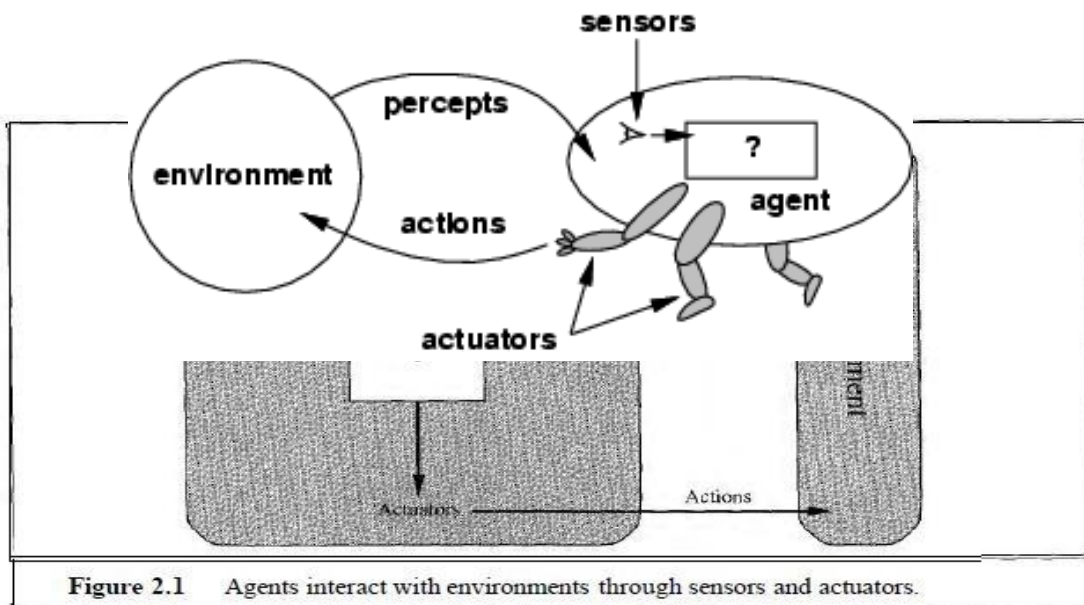 sensors
percepts
?
environment
agent
actions
actuators
ment
Actions
Actuators
Figure 2.1 Agents interact with environments through sensors and actuators.